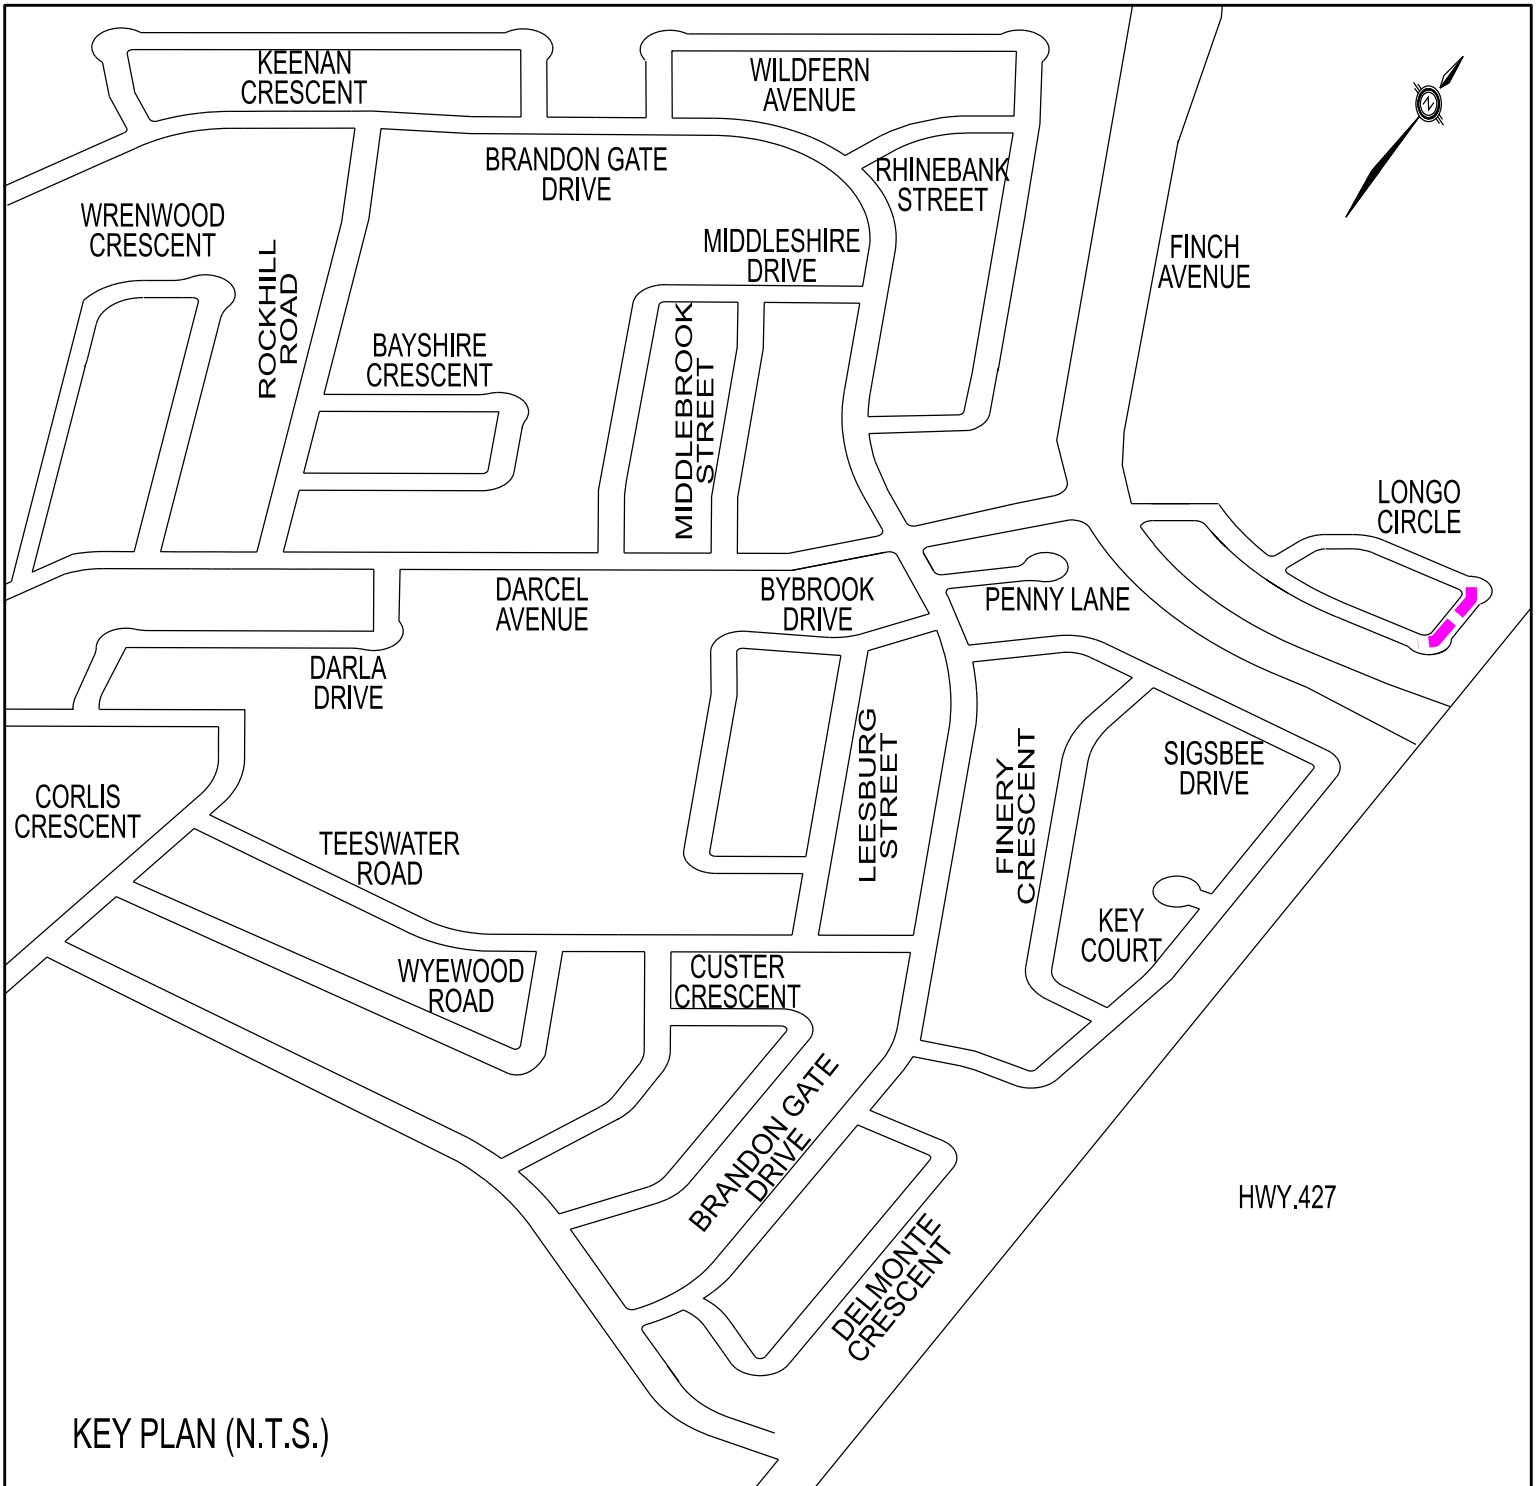 KEENAN
CRESCENT
WILDFERN
AVENUE
N
BRANDON GATE
DRIVE
RHINEBANK
STREET
WRENWOOD
CRESCENT
MIDDLESHIRE
DRIVE
FINCH
AVENUE
ROCKHILL
ROAD
BAYSHIRE
CRESCENT
MIDDLEBROOK
STREET
LONGO
CIRCLE
DARCEL
AVENUE
BYBROOK
DRIVE
PENNY LANE
DARLA
DRIVE
LEESBURG
STREET
FINERY
CRESCENT
SIGSBEE
DRIVE
CORLIS
CRESCENT
TEESWATER
ROAD
KEY
COURT
WYEWOOD
ROAD
CUSTER
CRESCENT
BRANDON GATE
DRIVE
HWY.427
DELMONTE
CRESCENT
KEY PLAN (N.T.S.)